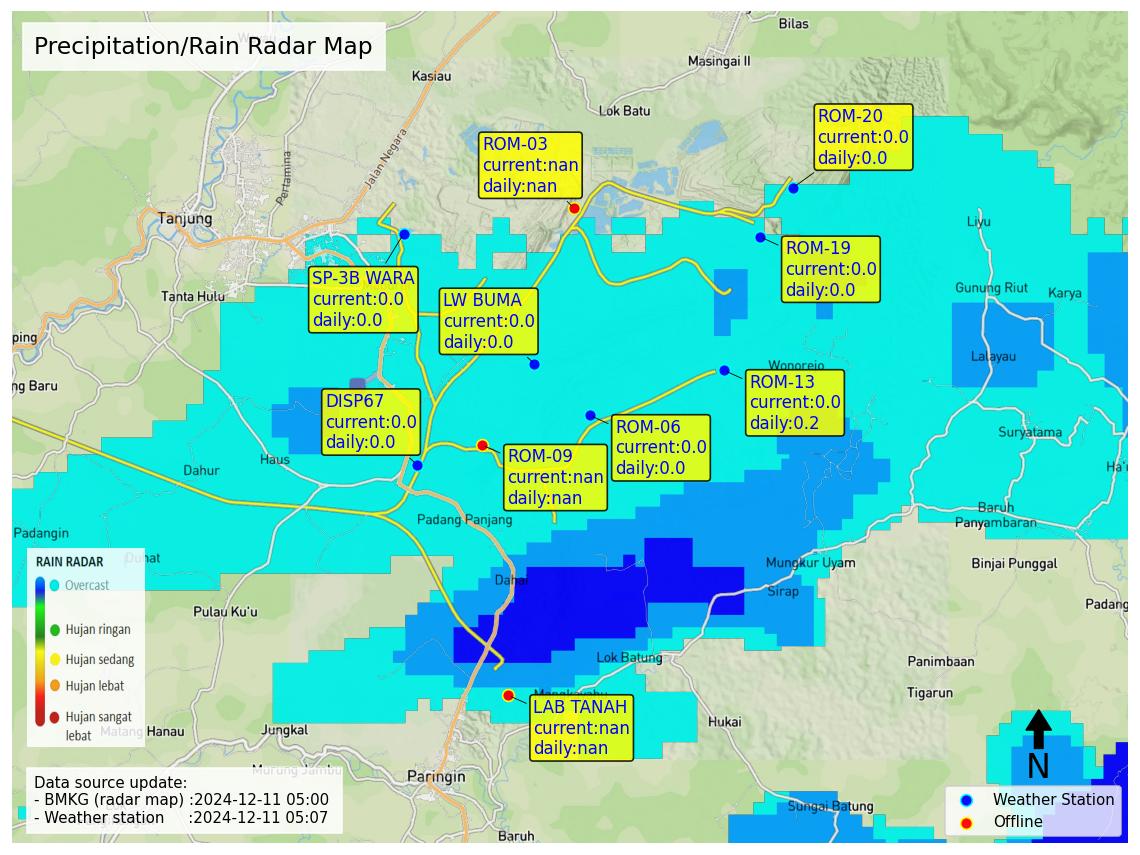 Precipitation/Rain Radar Map
Bilas
Masingai II
Kasiau
Lok Batu
Jalan Negara
Pertamina
Tanjung
ROM-20
current:0.0
daily:0.0
ROM-03
current:nan
daily:nan
Liyu
ROM-19
current:0.0
daily:0.0
SP-3B WARA
current:0.0
daily:0.0
LW BUMA
current:0.0
daily:0.0
Tanta Hulu
Gunung Riut
Karya
ping
Lalayau
ng Baru
Wonorejo
ROM-13
current:0.0
daily:0.2
DISP67
current:0.0
daily:0.0
ROM-06
current:0.0
daily:0.0
Suryatama
ROM-09
current:nan
daily:nan
Haus
Dahur
Ha'u
Padang Panjang
Baruh
Panyambaran
Padangin
Mungkur Uyam
Binjai Punggal
Dahai
Sirap
Padang
Pulau Ku'u
RAIN RADAR
Overcast
Hujan ringan
Hujan sedang
Hujan lebat
Hujan sangat
lebat
Lok Batung
Panimbaan
Tigarun
LAB TANAH
current:nan
daily:nan
Hukai
Jungkal
Matang Hanau
Murung Jambu
Paringin
N
Data source update:
- BMKG (radar map) :2024-12-11 05:00
- Weather station :2024-12-11 05:07
Sungai Batung
Weather Station
Offline
Baruh